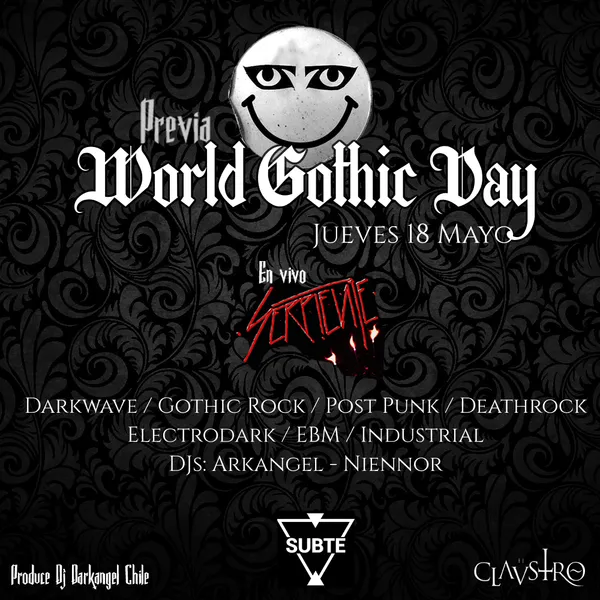 Previa
World Gothic Day
Jueves 18 Mayo
En vivo
SERPIENTE
Darkwave / Gothic Rock / Post Punk / Deathrock
Electrodark / EBM / Industrial
DJs: Arkangel - Niennor
SUBTE
Produce Dj Darkangel Chile
CLAVSTRO